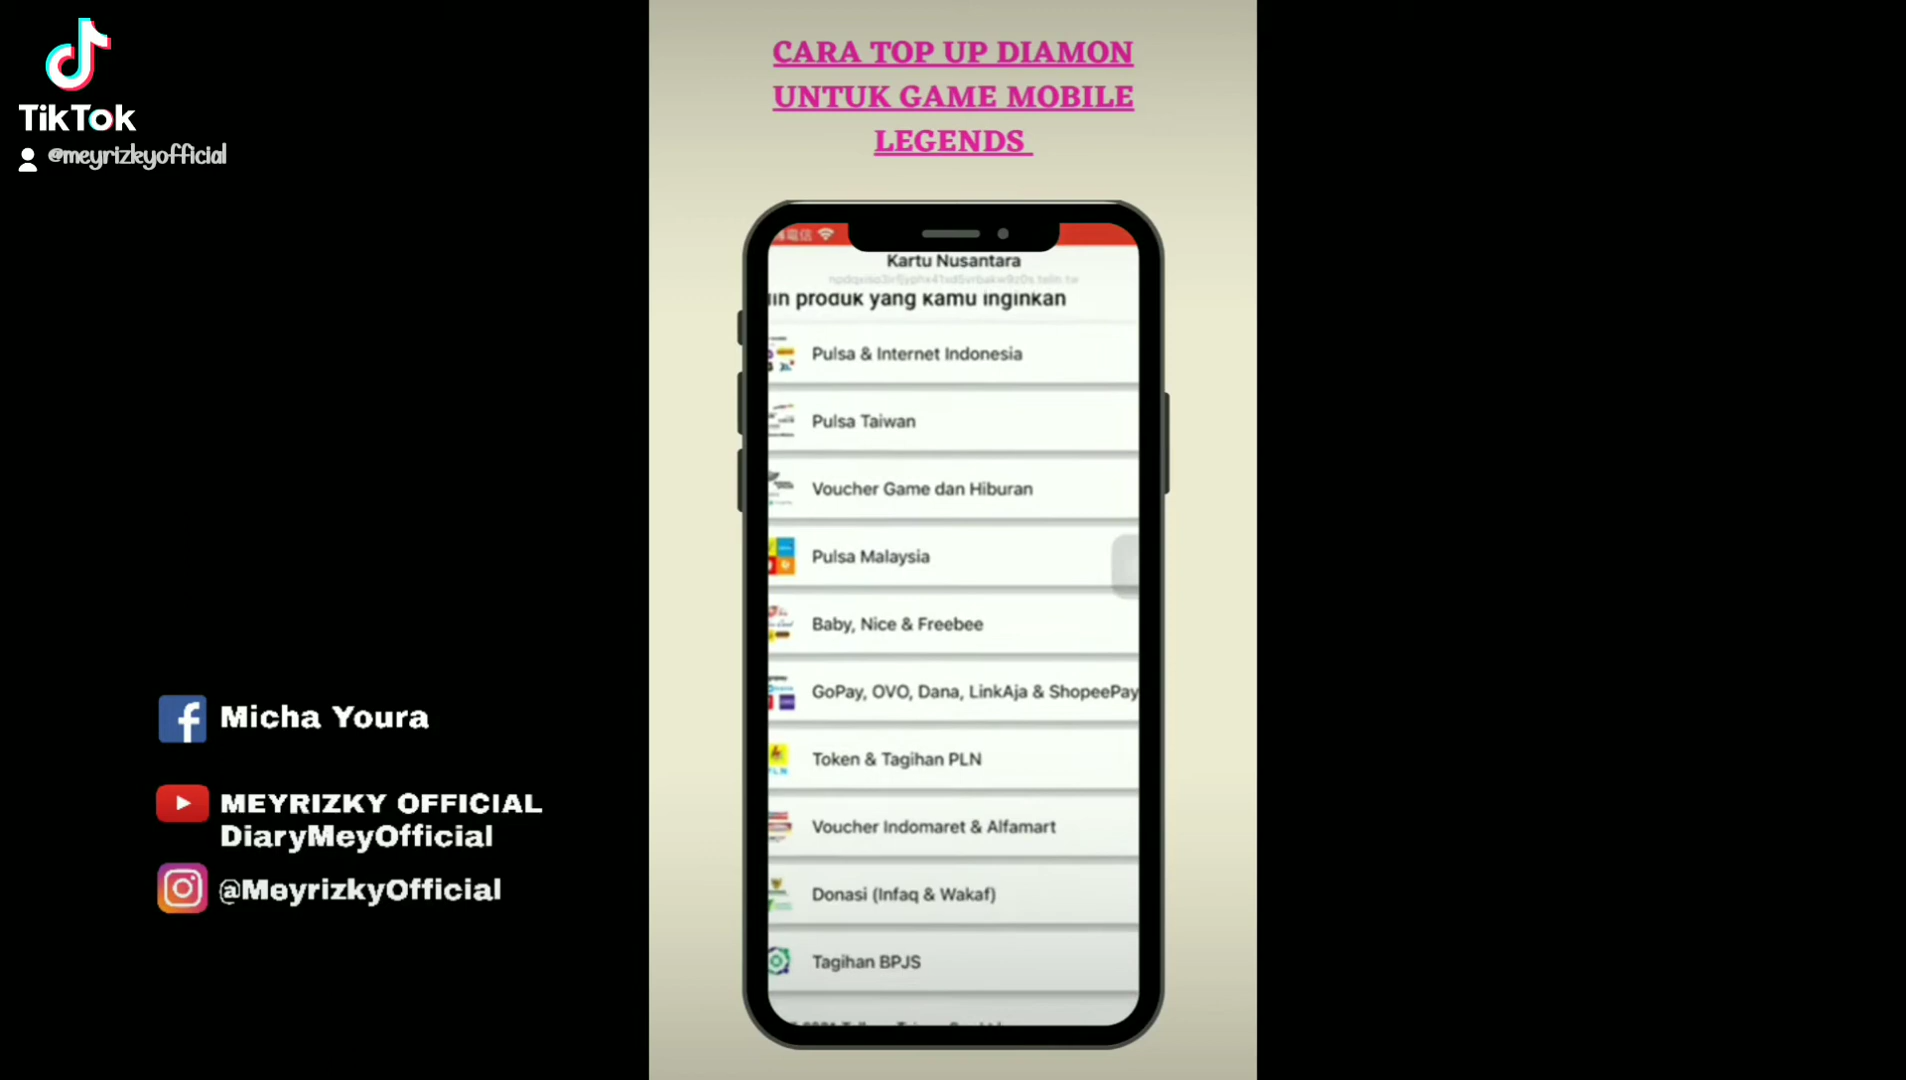 TikTok
@meyrizkyofficial
CARA TOP UP DIAMON
UNTUK GAME MOBILE
LEGENDS
電信
Kartu Nusantara
produk yang kamu inginkan
Pulsa & Internet Indonesia
Pulsa Taiwan
Voucher Game dan Hiburan
Pulsa Malaysia
Baby, Nice & Freebee
GoPay, OVO, Dana, LinkAja & ShopeePay
Token & Tagihan PLN
Voucher Indomaret & Alfamart
Donasi (Infaq & Wakaf)
Tagihan BPJS
Micha Youra
MEYRIZKY OFFICIAL
DiaryMeyOfficial
@MeyrizkyOfficial